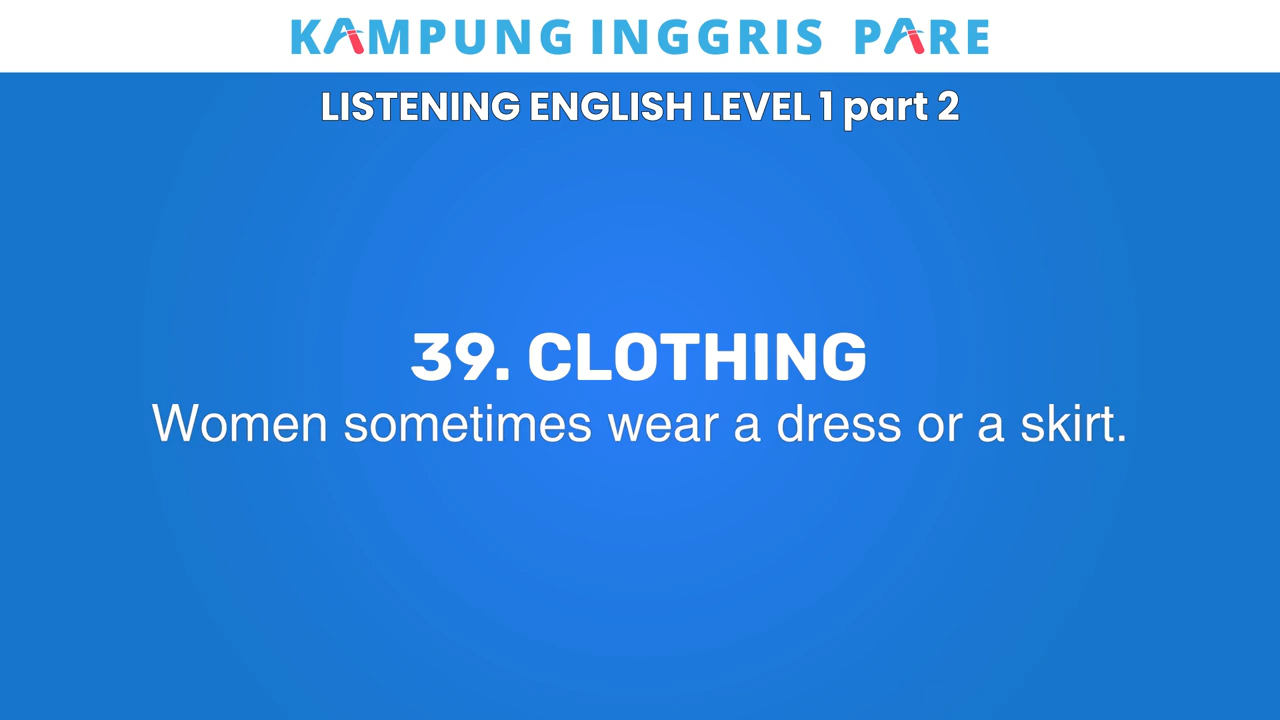 KAMPUNG INGGRIS PARE
LISTENING ENGLISH LEVEL 1 part 2
39. CLOTHING
Women sometimes wear a dress or a skirt.